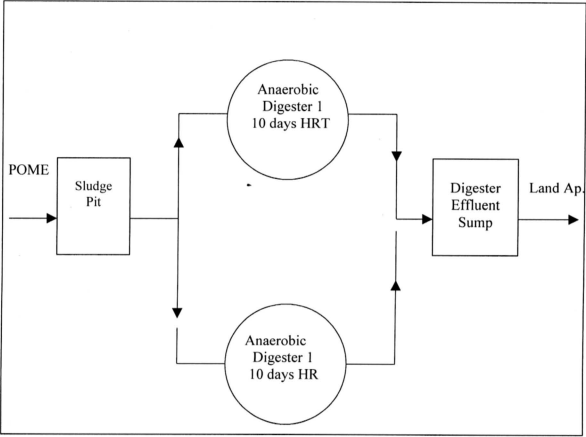 Anaerobic
Digester 1
10 days HRT
POME
Sludge
Pit
Digester
Effluent
Sump
Land Ap.
Anaerobic
Digester 1
10 days HR